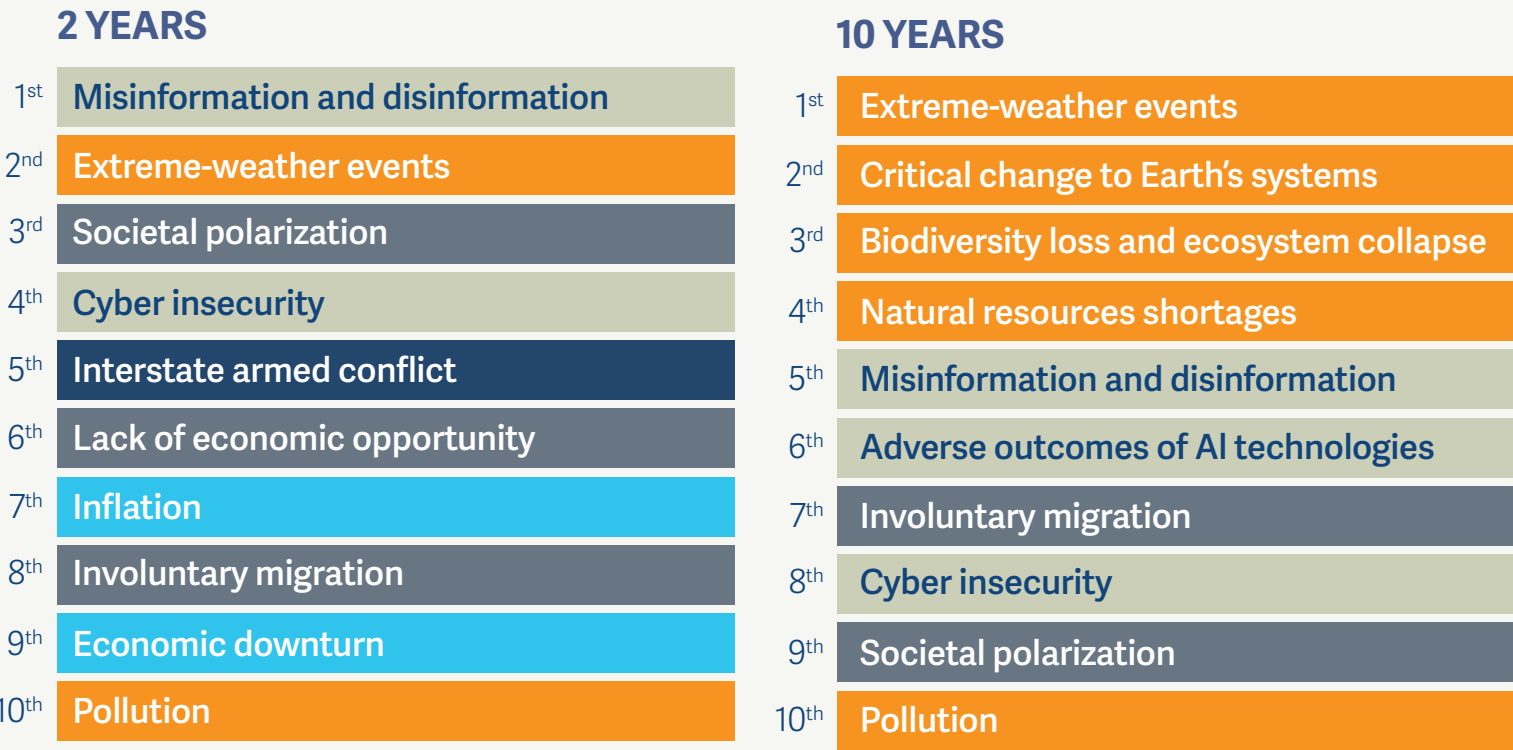 2 YEARS
1st Misinformation and disinformation
2nd Extreme-weather events
3rd Societal polarization
4th Cyber insecurity
5th Interstate armed conflict
6th Lack of economic opportunity
7th Inflation
8th Involuntary migration
9th Economic downturn
10th Pollution
10 YEARS
1st Extreme-weather events
2nd Critical change to Earth’s systems
3rd Biodiversity loss and ecosystem collapse
4th Natural resources shortages
5th Misinformation and disinformation
6th Adverse outcomes of AI technologies
7th Involuntary migration
8th Cyber insecurity
9th Societal polarization
10th Pollution